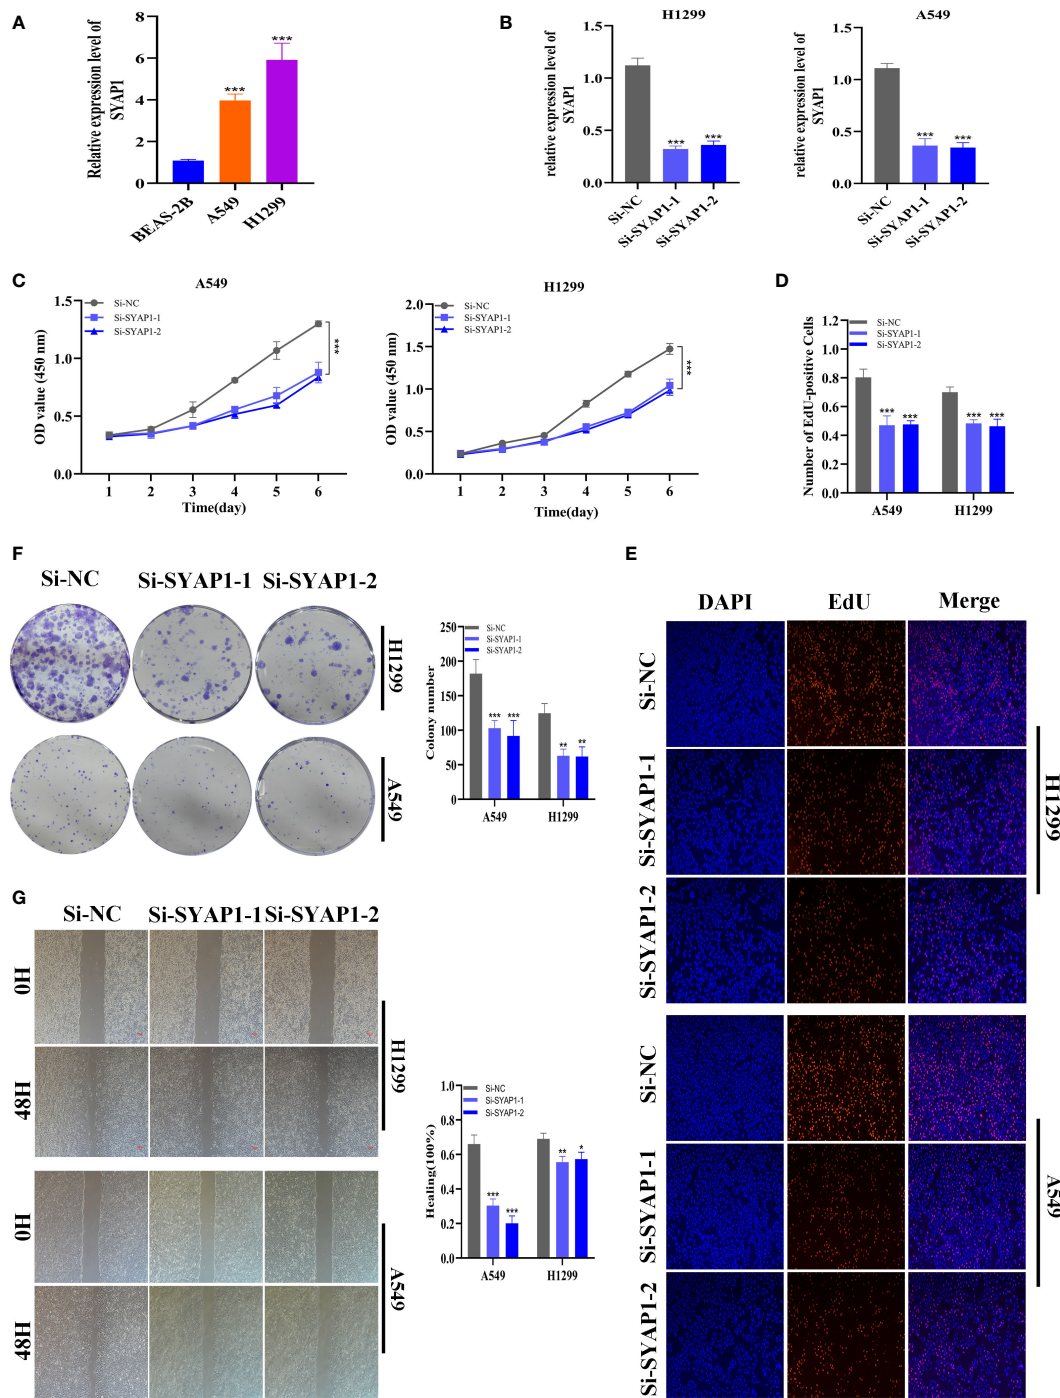 A
Relative expression level of
SYAP1
8
6
4
2
0
***
***
BEAS-2B
A549
H1299
B
H1299
relative expression level of
SYAP1
1.5
1.0
0.5
0.0
***
***
Si-NC
Si-SYAP1-1
Si-SYAP1-2
A549
relative expression level of
SYAP1
1.5
1.0
0.5
0.0
***
***
Si-NC
Si-SYAP1-1
Si-SYAP1-2
C
A549
OD value (450 nm)
1.5
1.0
0.5
0.0
Si-NC
Si-SYAP1-1
Si-SYAP1-2
***
1 2 3 4 5 6
Time(day)
H1299
OD value (450 nm)
2.0
1.5
1.0
0.5
0.0
Si-NC
Si-SYAP1-1
Si-SYAP1-2
***
1 2 3 4 5 6
Time(day)
D
Number of EdU-positive Cells
1.2
1.0
0.8
0.6
0.4
0.2
0.0
Si-NC
Si-SYAP1-1
Si-SYAP1-2
*** ***
*** ***
A549 H1299
F
Si-NC Si-SYAP1-1 Si-SYAP1-2
H1299
A549
Colony number
250
200
150
100
50
0
Si-NC
Si-SYAP1-1
Si-SYAP1-2
*** ***
** **
A549 H1299
E
DAPI EdU Merge
Si-NC
Si-SYAP1-1
Si-SYAP1-2
H1299
Si-NC
Si-SYAP1-1
Si-SYAP1-2
A549
G
Si-NC Si-SYAP1-1 Si-SYAP1-2
0H
48H
H1299
0H
48H
A549
Healing(100%)
1.0
0.8
0.6
0.4
0.2
0.0
Si-NC
Si-SYAP1-1
Si-SYAP1-2
***
***
** *
A549 H1299